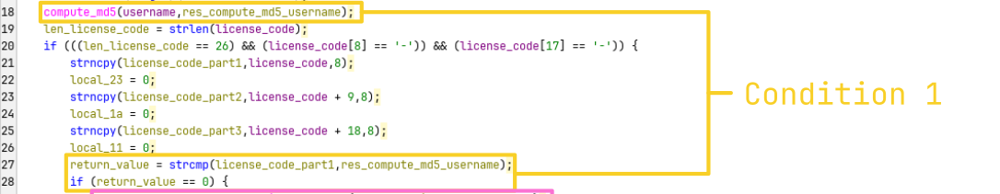 18 compute_md5(username,res_compute_md5_username);
19 len_license_code = strlen(license_code);
20 if (((len_license_code == 26) && (license_code[8] == '-')) && (license_code[17] == '-')) {
21 strncpy(license_code_part1,license_code,8);
22 local_23 = 0;
23 strncpy(license_code_part2,license_code + 9,8);
24 local_1a = 0;
25 strncpy(license_code_part3,license_code + 18,8);
26 local_11 = 0;
27 return_value = strcmp(license_code_part1,res_compute_md5_username);
28 if (return_value == 0) {
Condition 1